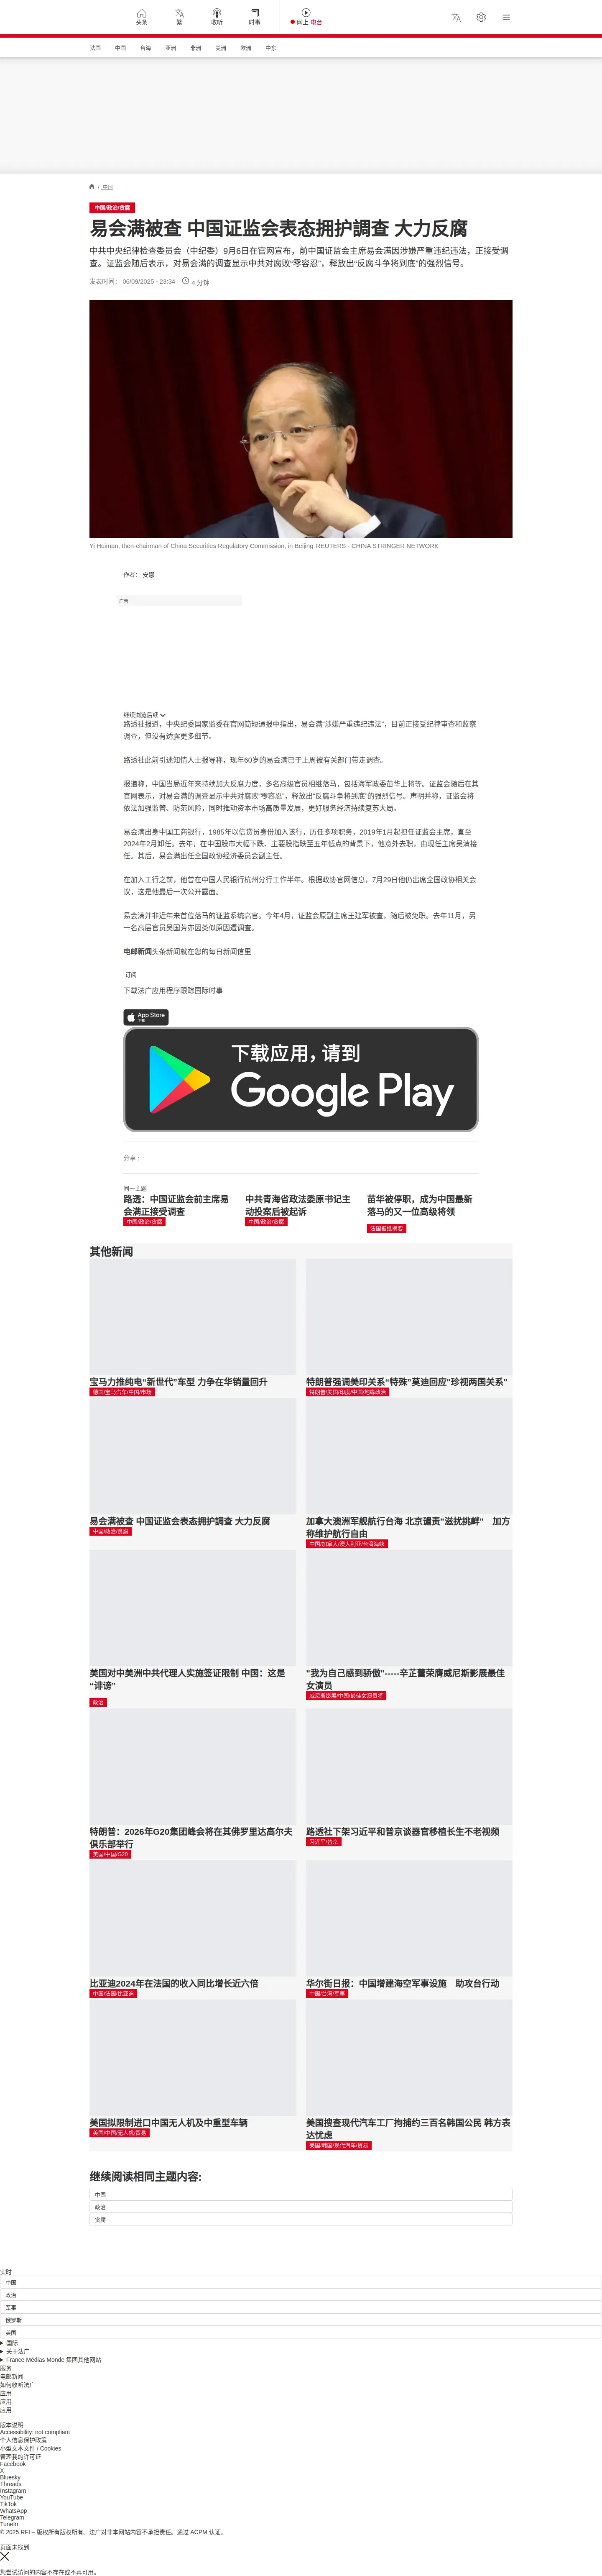 头条
繁
收听
时事
网上 电台
法国
中国
台海
亚洲
非洲
美洲
欧洲
中东
/ 中国
中国/政治/贪腐
易会满被查 中国证监会表态拥护調查 大力反腐
中共中央纪律检查委员会（中纪委）9月6日在官网宣布，前中国证监会主席易会满因涉嫌严重违纪违法，正接受调
查。证监会随后表示，对易会满的调查显示中共对腐败“零容忍”，释放出“反腐斗争将到底”的强烈信号。
发表时间： 06/09/2025 - 23:34
4 分钟
Yi Huiman, then-chairman of China Securities Regulatory Commission, in Beijing REUTERS - CHINA STRINGER NETWORK
作者： 安娜
广告
继续浏览后续
路透社报道，中央纪委国家监委在官网简短通报中指出，易会满“涉嫌严重违纪违法”，目前正接受纪律审查和监察
调查，但没有透露更多细节。
路透社此前引述知情人士报导称，现年60岁的易会满已于上周被有关部门带走调查。
报道称，中国当局近年来持续加大反腐力度，多名高级官员相继落马，包括海军政委苗华上将等。证监会随后在其
官网表示，对易会满的调查显示中共对腐败“零容忍”，释放出“反腐斗争将到底”的强烈信号。声明并称，证监会将
依法加强监管、防范风险，同时推动资本市场高质量发展，更好服务经济持续复苏大局。
易会满出身中国工商银行，1985年以信贷员身份加入该行，历任多项职务，2019年1月起担任证监会主席，直至
2024年2月卸任。去年，在中国股市大幅下跌、主要股指跌至五年低点的背景下，他意外去职，由现任主席吴清接
任。其后，易会满出任全国政协经济委员会副主任。
在加入工行之前，他曾在中国人民银行杭州分行工作半年。根据政协官网信息，7月29日他仍出席全国政协相关会
议，这是他最后一次公开露面。
易会满并非近年来首位落马的证监系统高官。今年4月，证监会原副主席王建军被查，随后被免职。去年11月，另
一名高层官员吴国芳亦因类似原因遭调查。
电邮新闻头条新闻就在您的每日新闻信里
订阅
下载法广应用程序跟踪国际时事
App Store
下载
下载应用，请到
Google Play
分享 :
同一主题
路透：中国证监会前主席易
会满正接受调查
中国/政治/贪腐
中共青海省政法委原书记主
动投案后被起诉
中国/政治/贪腐
苗华被停职，成为中国最新
落马的又一位高级将领
法国报纸摘要
其他新闻
宝马力推纯电“新世代”车型 力争在华销量回升
德国/宝马汽车/中国/市场
特朗普强调美印关系“特殊”莫迪回应"珍视两国关系"
特朗普/美国/印度/中国/地缘政治
易会满被查 中国证监会表态拥护調查 大力反腐
中国/政治/贪腐
加拿大澳洲军舰航行台海 北京谴责"滋扰挑衅" 加方
称维护航行自由
中国/加拿大/澳大利亚/台湾海峡
美国对中美洲中共代理人实施签证限制 中国：这是
“诽谤”
政治
"我为自己感到骄傲"-----辛芷蕾荣膺威尼斯影展最佳
女演员
威尼斯影展/中国/最佳女演员奖
特朗普：2026年G20集团峰会将在其佛罗里达高尔夫
俱乐部举行
美国/中国/G20
路透社下架习近平和普京谈器官移植长生不老视频
习近平/普京
比亚迪2024年在法国的收入同比增长近六倍
中国/法国/比亚迪
华尔街日报：中国增建海空军事设施 助攻台行动
中国/台湾/军事
美国拟限制进口中国无人机及中重型车辆
美国/中国/无人机/贸易
美国搜查现代汽车工厂拘捕约三百名韩国公民 韩方表
达忧虑
美国/韩国/现代汽车/贸易
继续阅读相同主题内容:
中国
政治
贪腐
实时
中国
政治
军事
俄罗斯
美国
国际
关于法广
France Médias Monde 集团其他网站
服务
电邮新闻
如何收听法广
应用
应用
应用
版本说明
Accessibility: not compliant
个人信息保护政策
小型文本文件 / Cookies
管理我的许可证
Facebook
X
Bluesky
Threads
Instagram
YouTube
TikTok
WhatsApp
Telegram
TuneIn
© 2025 RFI – 版权所有版权所有。法广对非本网站内容不承担责任。通过 ACPM 认证。
页面未找到
您尝试访问的内容不存在或不再可用。